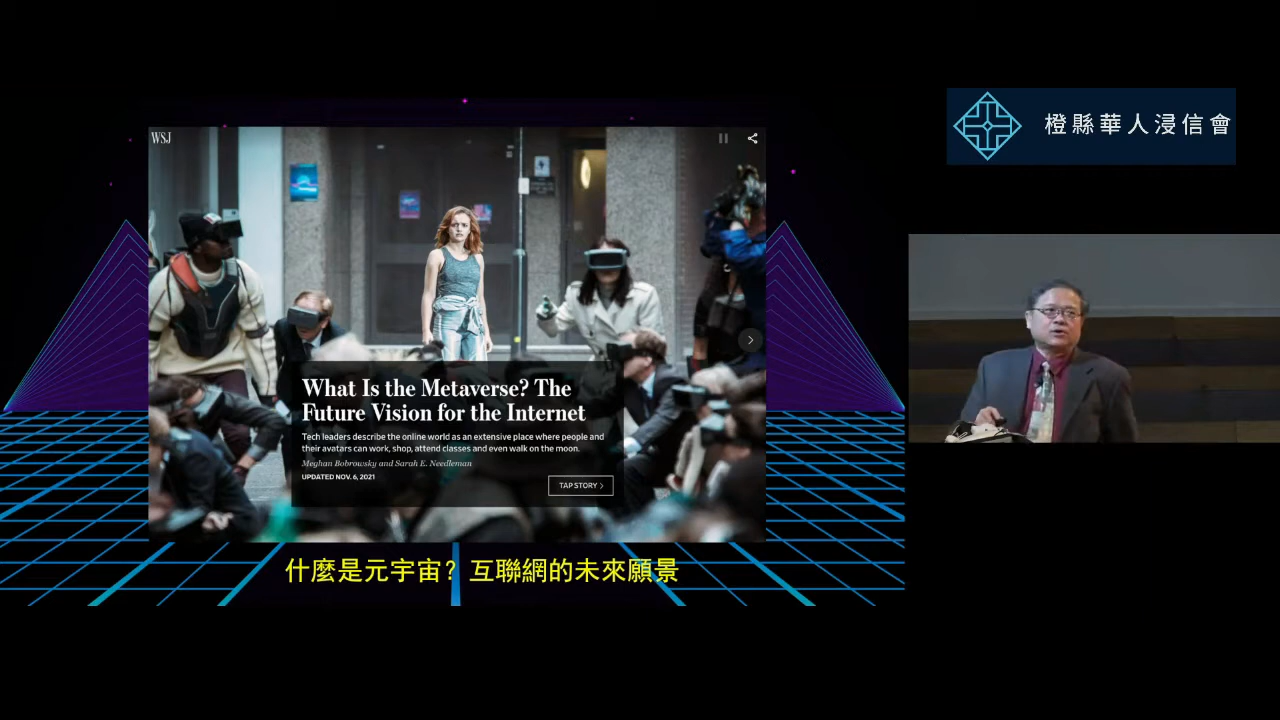 WSJ
What Is the Metaverse? The
Future Vision for the Internet
Tech leaders describe the online world as an extensive place where people and
their avatars can work, shop, attend classes and even walk on the moon.
Meghan Bobrowsky and Sarah E. Needleman
UPDATED NOV. 6, 2021
TAP STORY
什麼是元宇宙？互聯網的未來願景
橙縣華人浸信會